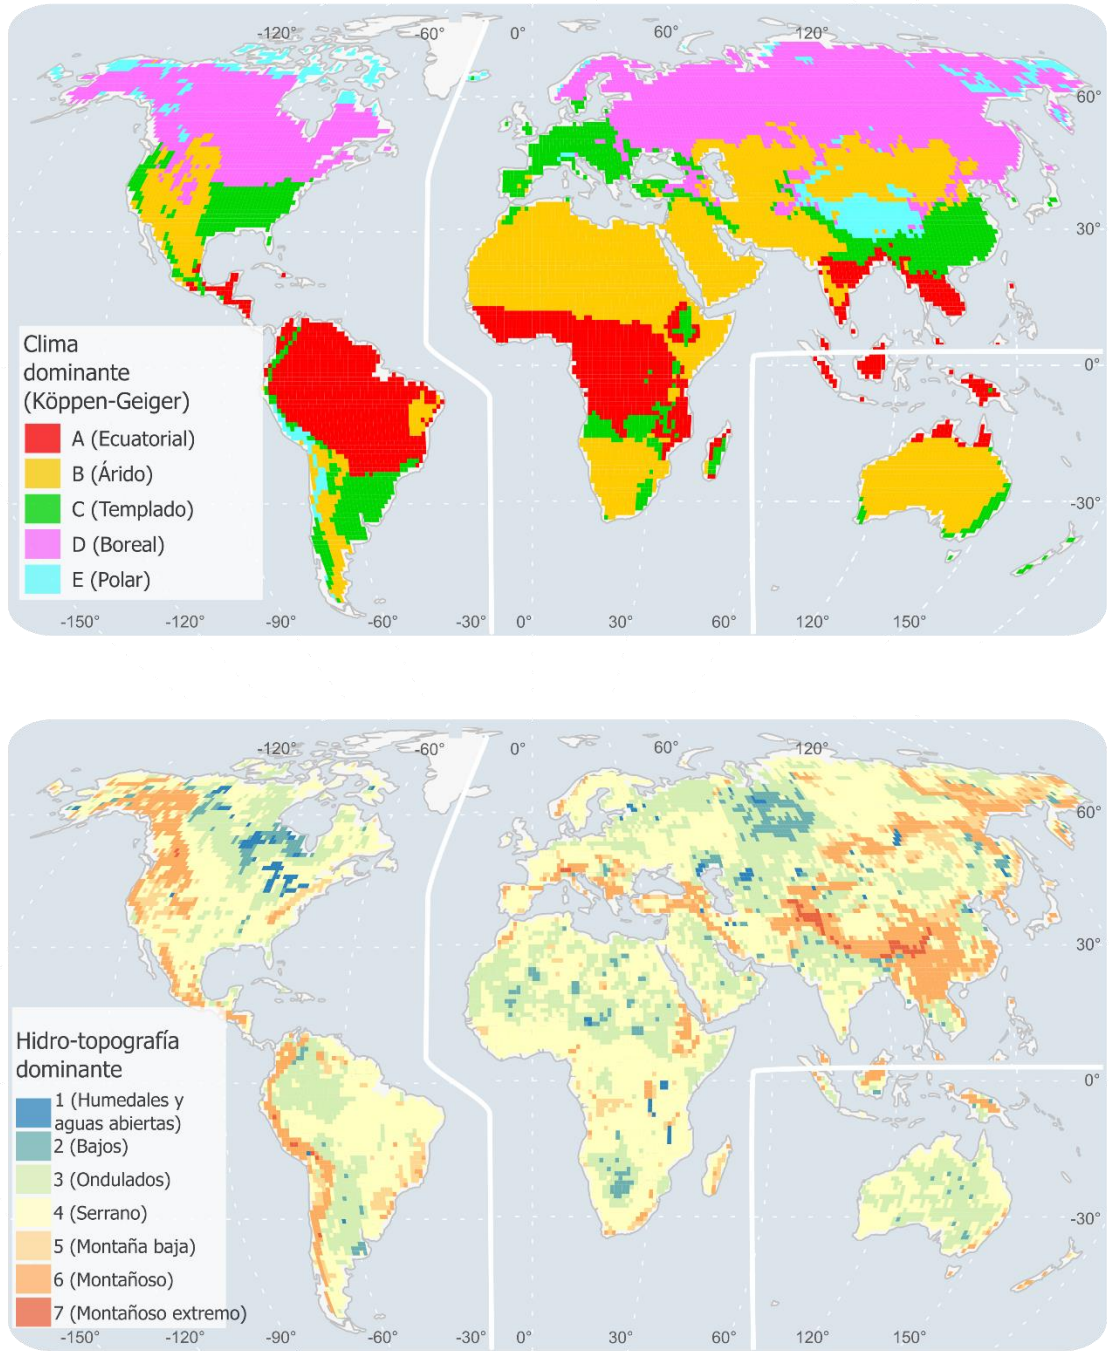 -120°
-60°
0°
60°
120°
60°
30°
0°
-30°
Clima
dominante
(Köppen-Geiger)
A (Ecuatorial)
B (Árido)
C (Templado)
D (Boreal)
E (Polar)
-150°
-120°
-90°
-60°
-30°
0°
30°
60°
120°
150°
-120°
-60°
0°
60°
120°
60°
30°
0°
-30°
Hidro-topografía
dominante
1 (Humedales y
aguas abiertas)
2 (Bajos)
3 (Ondulados)
4 (Serrano)
5 (Montaña baja)
6 (Montañoso)
7 (Montañoso extremo)
-150°
-120°
-90°
-60°
-30°
0°
30°
60°
120°
150°